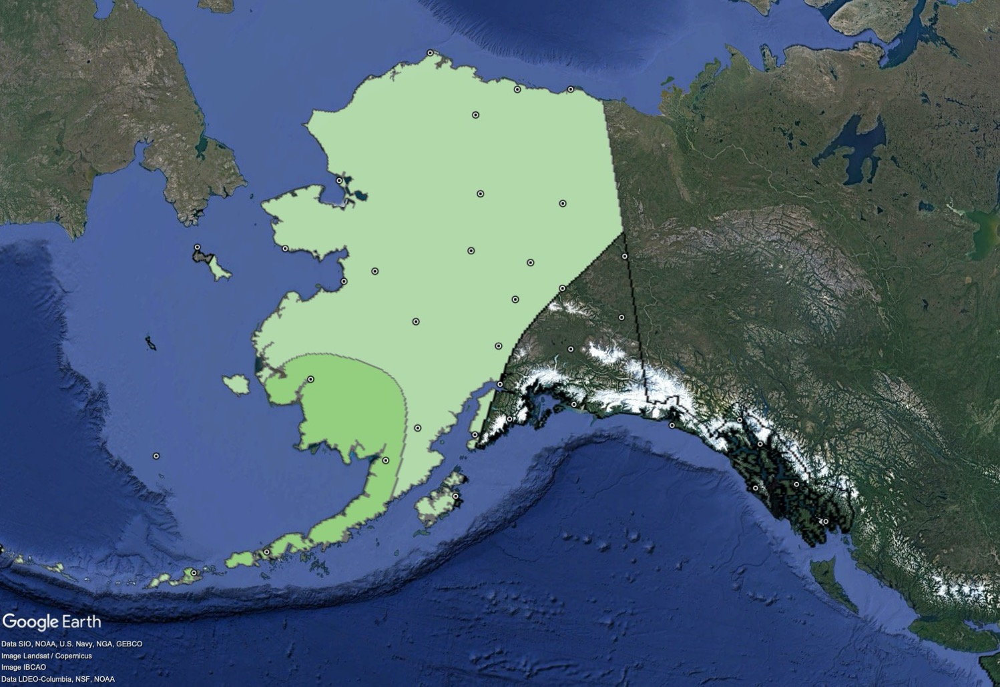 Google Earth
Data SIO, NOAA, U.S. Navy, NGA, GEBCO
Image Landsat / Copernicus
Image IBCAO
Data LDEO-Columbia, NSF, NOAA